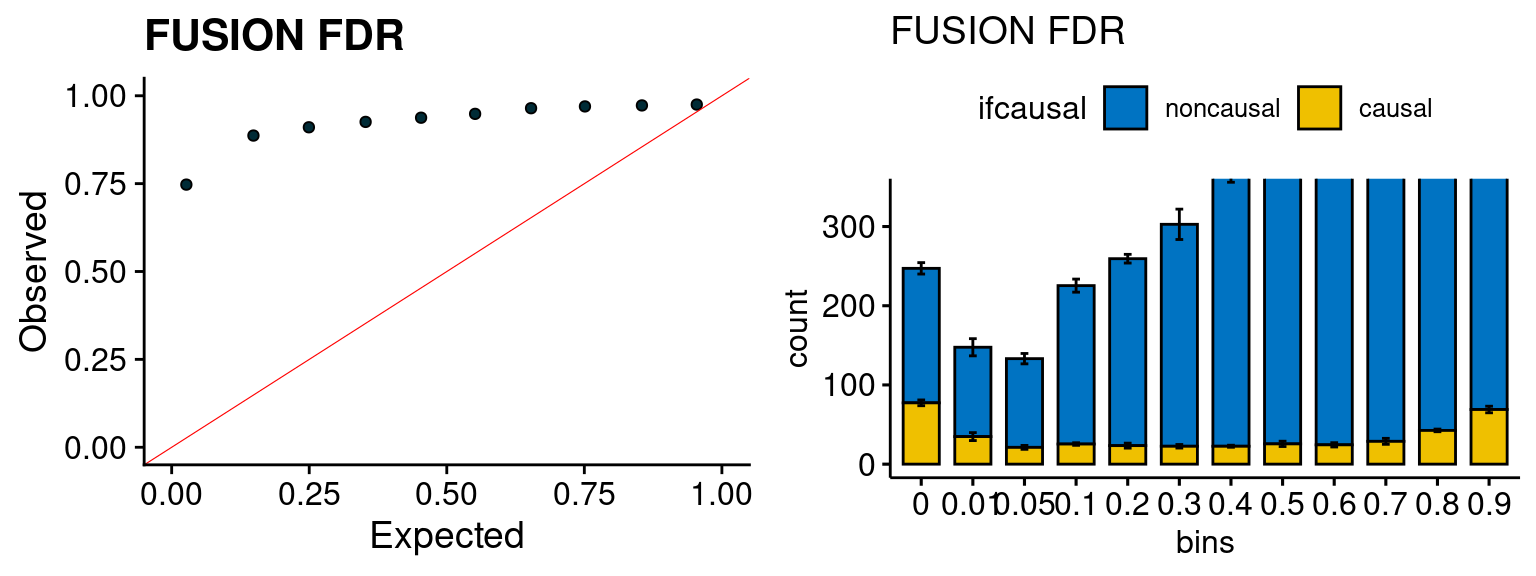 FUSION FDR
1.00
0.75
0.50
0.25
0.00
Observed
0.00 0.25 0.50 0.75 1.00
Expected
FUSION FDR
ifcausal noncausal causal
300
200
100
0
count
0 0.01 0.05 0.1 0.2 0.3 0.4 0.5 0.6 0.7 0.8 0.9
bins